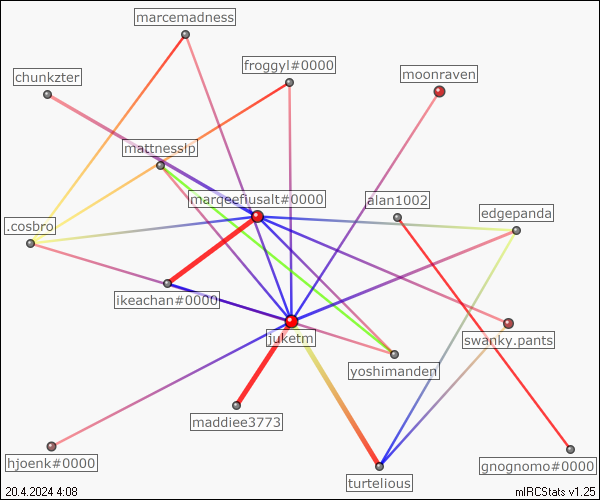 marcemadness
froggyl#0000
moonraven
chunkzter
mattnesslp
marqeeñusalt#0000
alan1002
edgepanda
.cosbro
ikeachan#0000
juketm
swanky.pants
yoshimanden
maddiee3773
hjoenk#0000
turtelious
gnognomo#0000
20.4.2024 4:08
mIRCStats v1.25